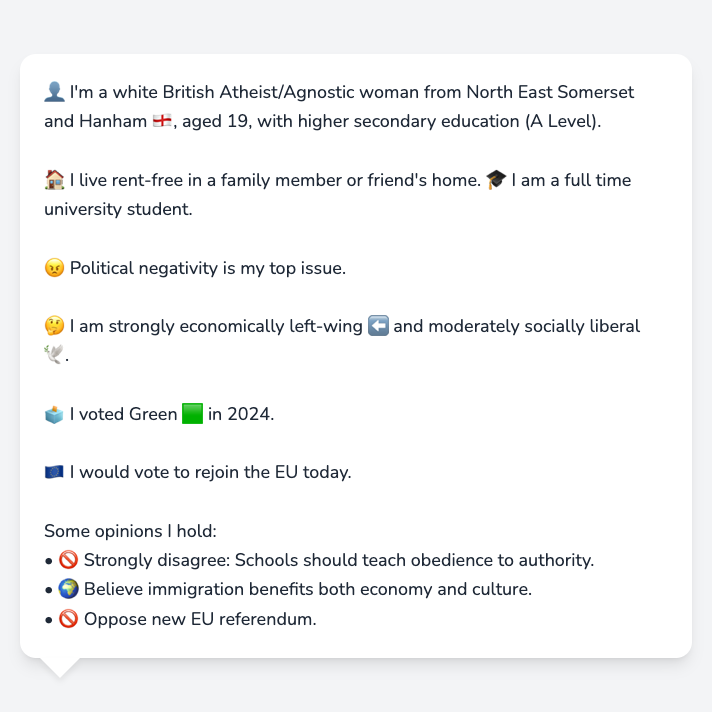 👤 I'm a white British Atheist/Agnostic woman from North East Somerset
and Hanham 🏴󠁧󠁢󠁥󠁮󠁧󠁿, aged 19, with higher secondary education (A Level).
🏠 I live rent-free in a family member or friend's home. 🎓 I am a full time
university student.
😠 Political negativity is my top issue.
🤔 I am strongly economically left-wing ⬅️ and moderately socially liberal
🕊️.
🗳️ I voted Green 🟩 in 2024.
🇪🇺 I would vote to rejoin the EU today.
Some opinions I hold:
• 🚫 Strongly disagree: Schools should teach obedience to authority.
• 🌍 Believe immigration benefits both economy and culture.
• 🚫 Oppose new EU referendum.